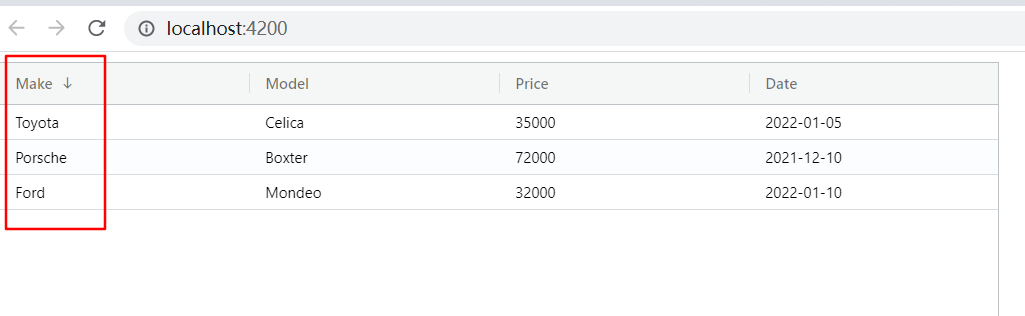 localhost:4200
Make ↓ Model Price Date
Toyota Celica 35000 2022-01-05
Porsche Boxter 72000 2021-12-10
Ford Mondeo 32000 2022-01-10